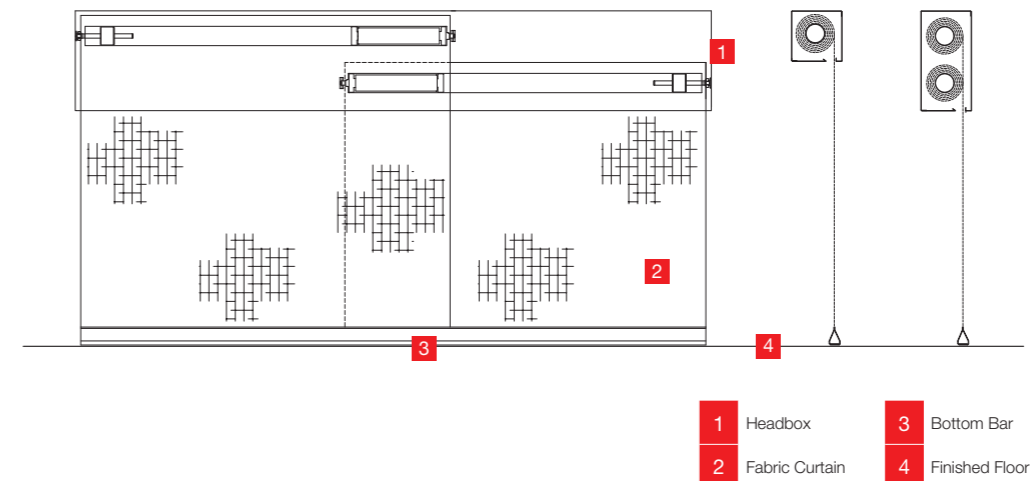 1
2
3
4
1 Headbox
3 Bottom Bar
2 Fabric Curtain
4 Finished Floor